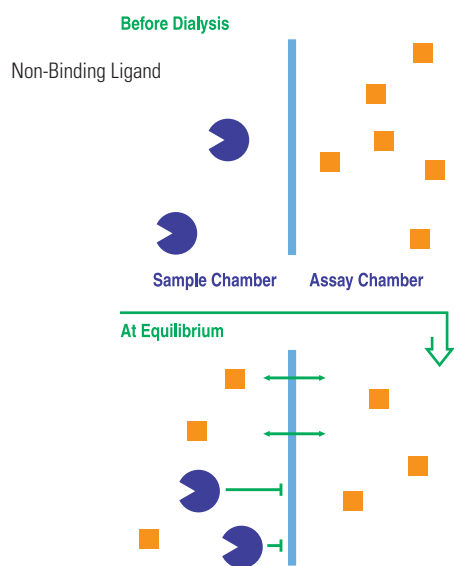 Before Dialysis
Non-Binding Ligand
Sample Chamber
Assay Chamber
At Equilibrium